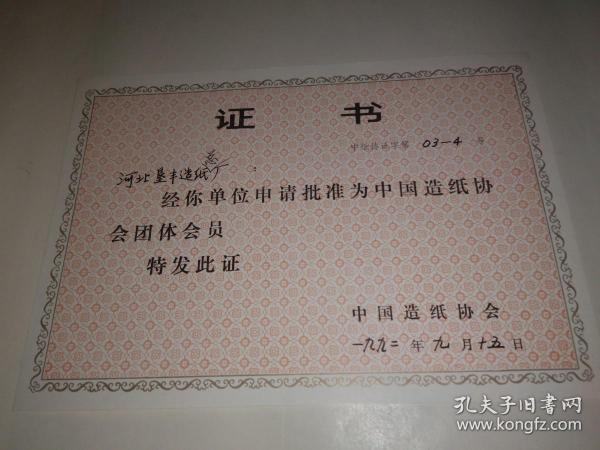 证 书
03-4 号
河北垦丰造纸总厂：
经你单位申请批准为中国造纸协
会团体会员
特发此证
中国造纸协会
一九九二年九月十五日
孔夫子旧书网
www.kongfz.com